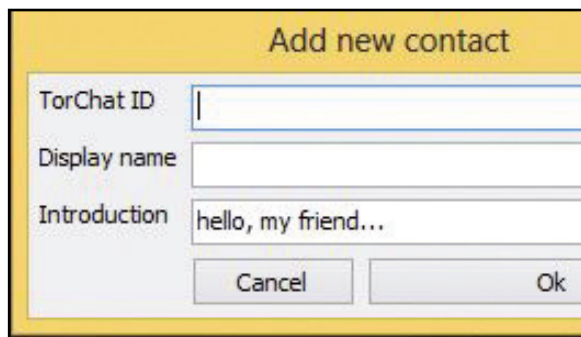 Add new contact
TorChat ID
Display name
Introduction hello, my friend...
Cancel Ok